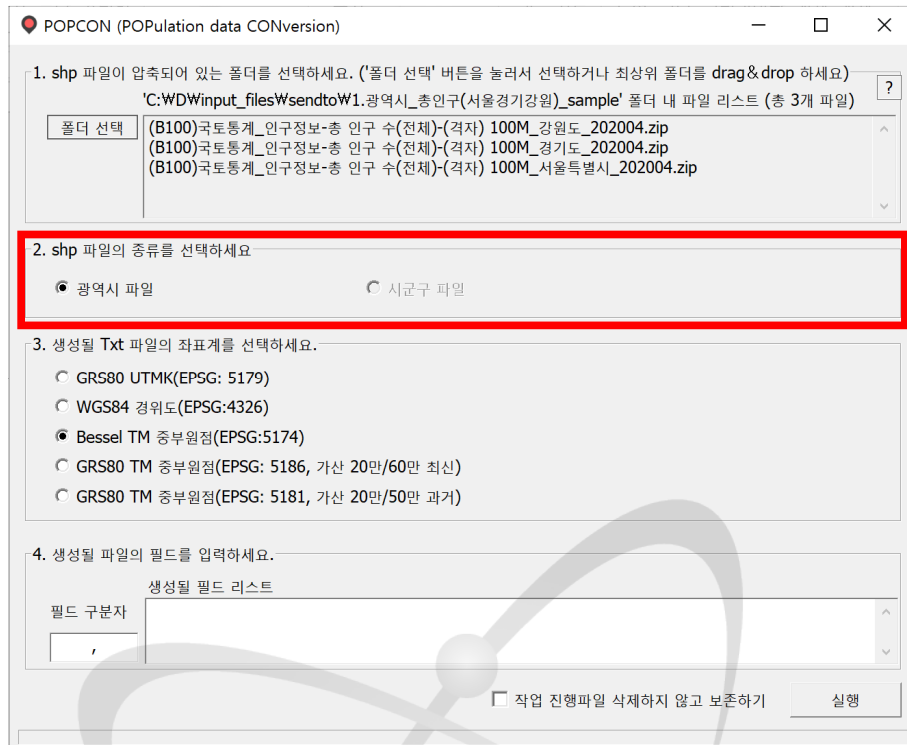 POPCON (POPulation data CONversion)
1. shp 파일이 압축되어 있는 폴더를 선택하세요. ('폴더 선택' 버튼을 눌러서 선택하거나 최상위 폴더를 drag&drop 하세요)
?
'C:₩D₩input_files₩sendto₩1.광역시_총인구(서울경기강원)_sample' 폴더 내 파일 리스트 (총 3개 파일)
폴더 선택
(B100)국토통계_인구정보-총 인구 수(전체)-(격자) 100M_강원도_202004.zip
(B100)국토통계_인구정보-총 인구 수(전체)-(격자) 100M_경기도_202004.zip
(B100)국토통계_인구정보-총 인구 수(전체)-(격자) 100M_서울특별시_202004.zip
2. shp 파일의 종류를 선택하세요
광역시 파일 시군구 파일
3. 생성될 Txt 파일의 좌표계를 선택하세요.
GRS80 UTMK(EPSG: 5179)
WGS84 경위도(EPSG:4326)
Bessel TM 중부원점(EPSG:5174)
GRS80 TM 중부원점(EPSG: 5186, 가산 20만/60만 최신)
GRS80 TM 중부원점(EPSG: 5181, 가산 20만/50만 과거)
4. 생성될 파일의 필드를 입력하세요.
생성될 필드 리스트
필드 구분자
,
작업 진행파일 삭제하지 않고 보존하기 실행